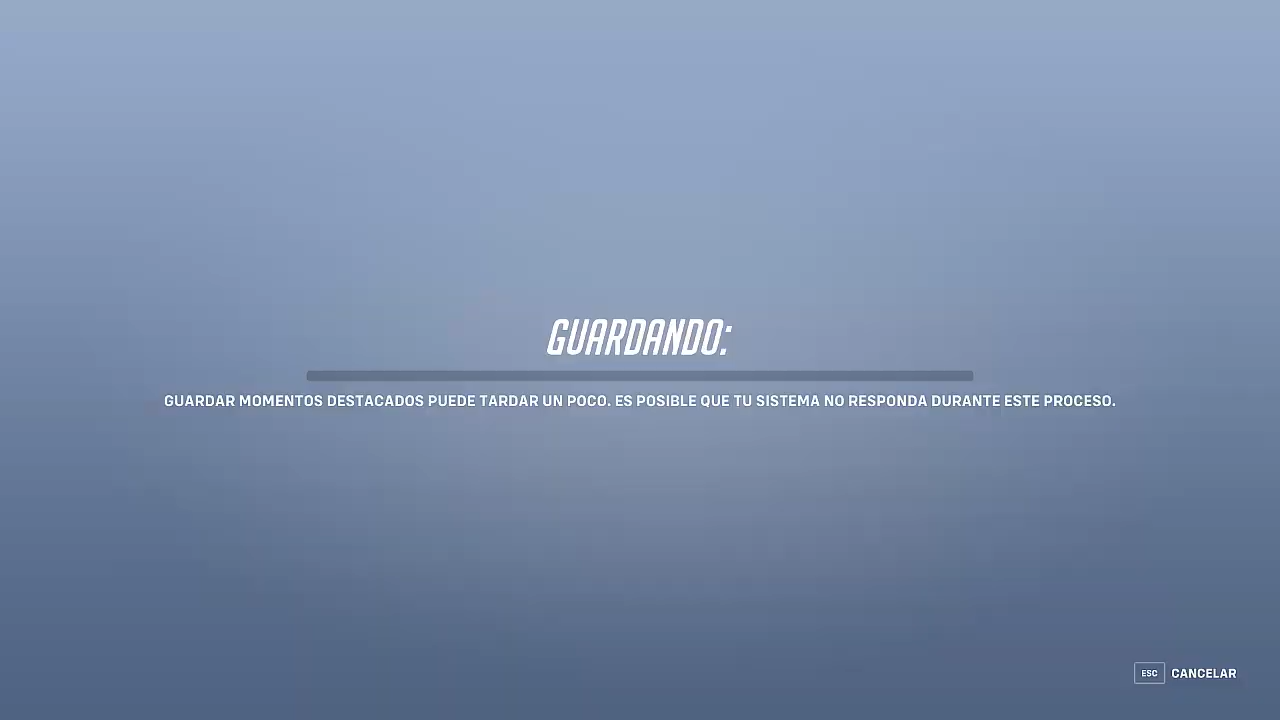 GUARDANDO:
GUARDAR MOMENTOS DESTACADOS PUEDE TARDAR UN POCO. ES POSIBLE QUE TU SISTEMA NO RESPONDA DURANTE ESTE PROCESO.
ESC CANCELAR